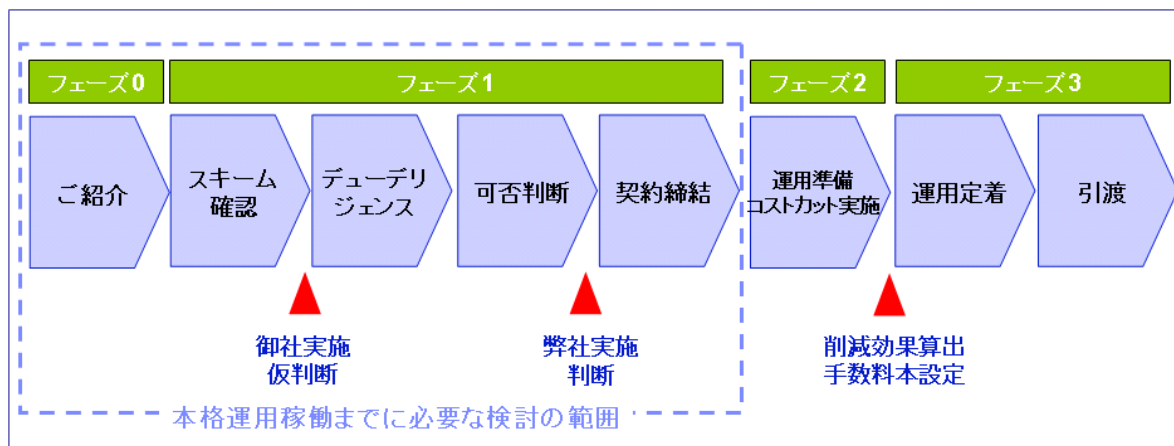 フェーズ0
フェーズ1
フェーズ2
フェーズ3
ご紹介
スキーム
確認
デューデリ
ジェンス
可否判断
契約締結
運用準備
コストカット実施
運用定着
引渡
御社実施
仮判断
弊社実施
判断
削減効果算出
手数料本設定
本格運用稼働までに必要な検討の範囲